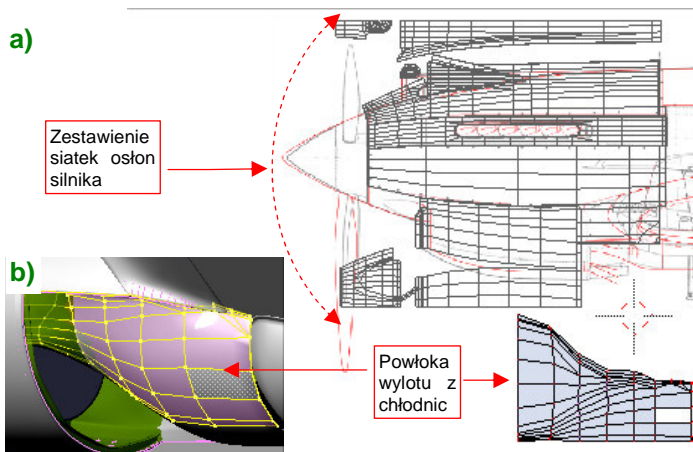 a)
Zestawienie
siatek osłon
silnika
b)
Powłoka
wylotu z
chłodnic